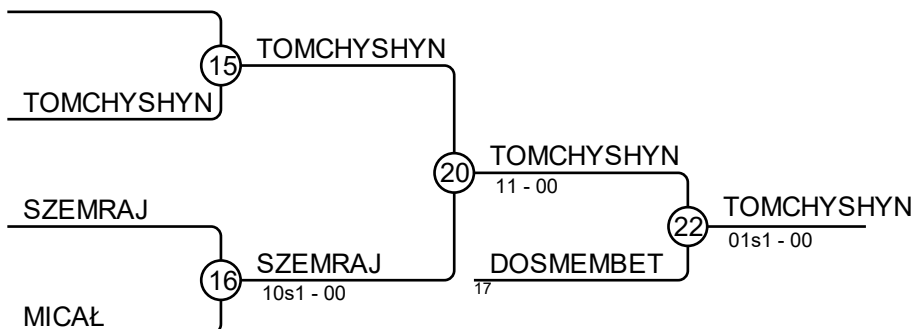 15
TOMCHYSHYN
TOMCHYSHYN
20
TOMCHYSHYN
11 - 00
SZEMRAJ
22
TOMCHYSHYN
01s1 - 00
16
SZEMRAJ
10s1 - 00
DOSMEMBET
17
MICAŁ